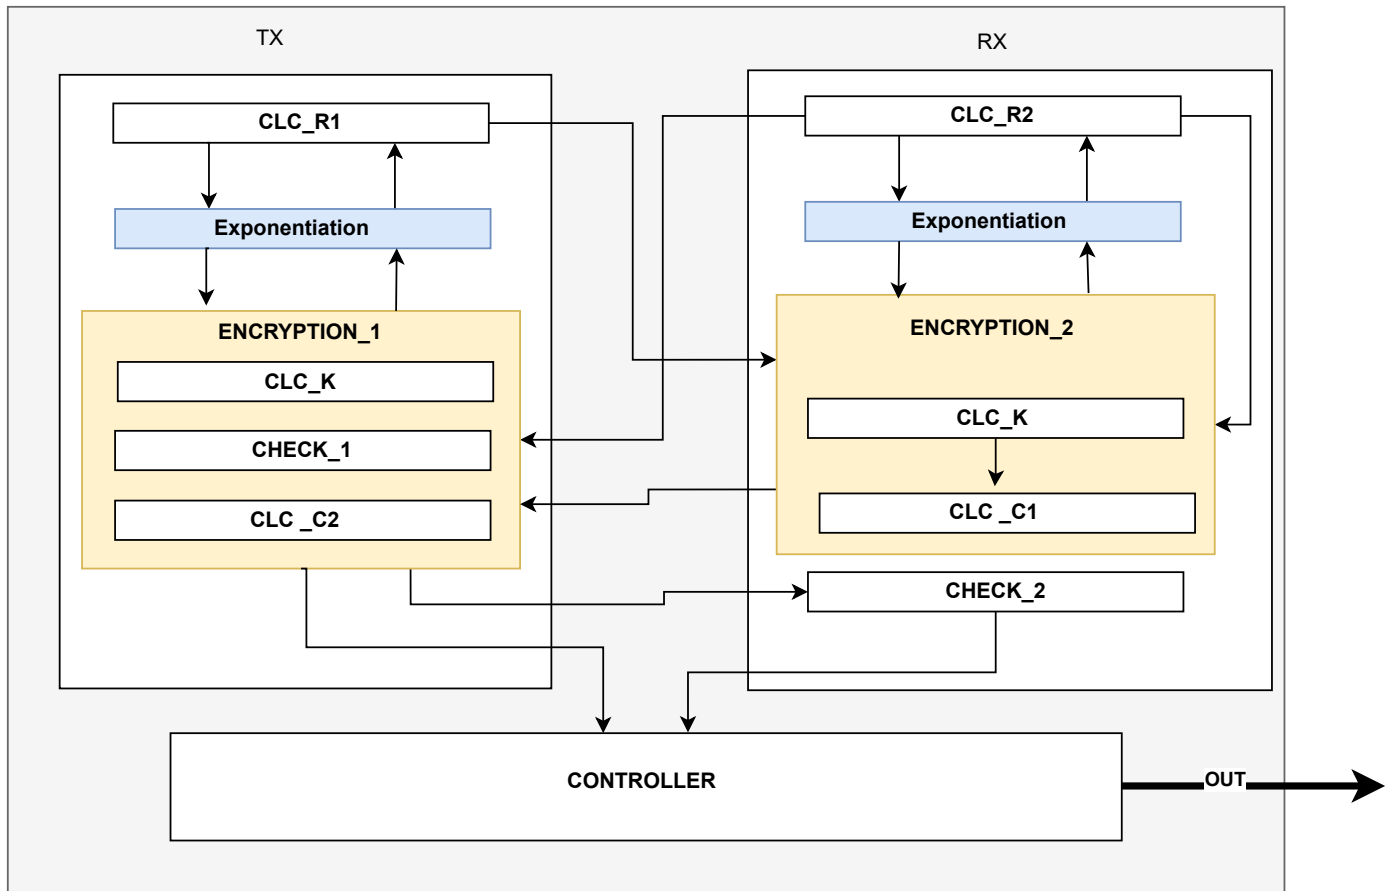 TX
RX
CLC_R1
CLC_R2
Exponentiation
Exponentiation
ENCRYPTION_1
ENCRYPTION_2
CLC_K
CLC_K
CHECK_1
CLC _C2
CLC _C1
CHECK_2
CONTROLLER
OUT